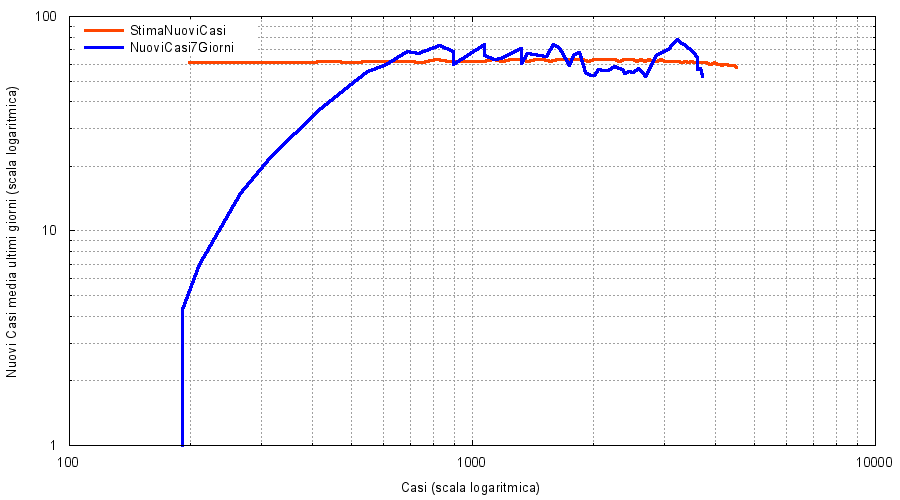 100
StimaNuoviCasi
NuoviCasi7Giorni
Nuovi Casi media ultimi giorni (scala logaritmica)
10
1
100
1000
10000
Casi (scala logaritmica)